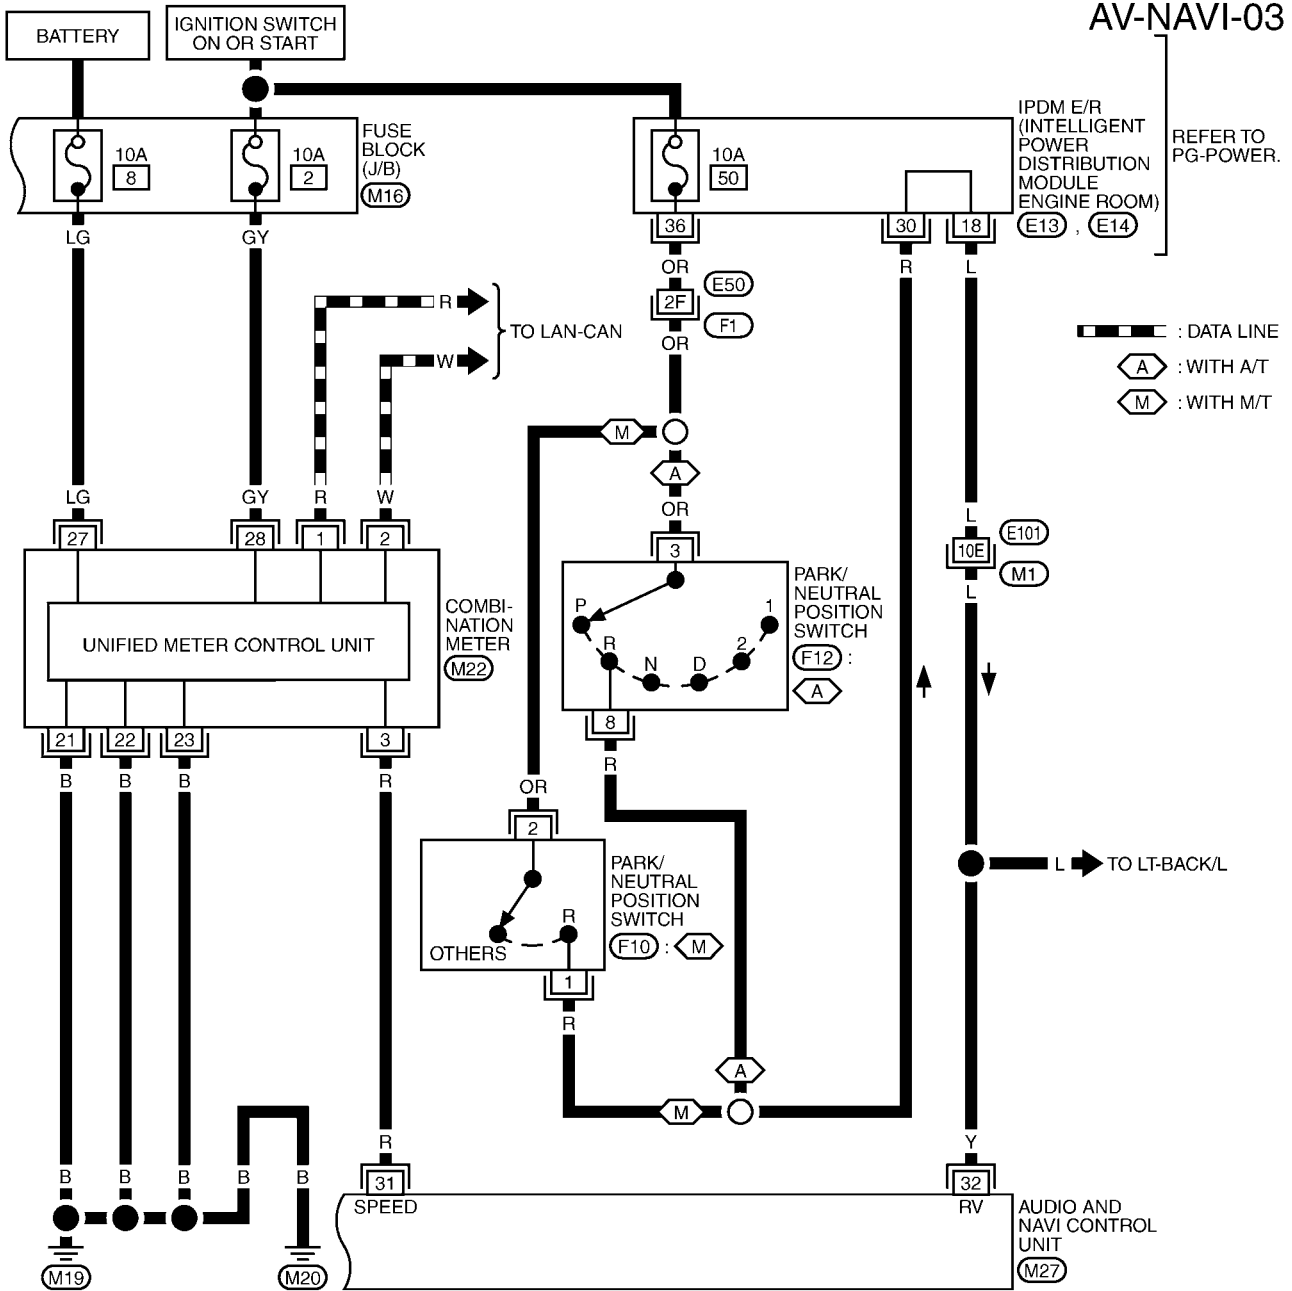 AV-NAVI-03
BATTERY
IGNITION SWITCH
ON OR START
10A
8
10A
2
FUSE
BLOCK
(J/B)
M16
10A
50
IPDM E/R
(INTELLIGENT
POWER
DISTRIBUTION
MODULE
ENGINE ROOM)
E13 , E14
REFER TO
PG-POWER.
LG
GY
36
30
18
OR
R
L
2F
E50
F1
OR
R
W
TO LAN-CAN
: DATA LINE
A : WITH A/T
M : WITH M/T
M
A
OR
LG
GY
R
W
27
28
1
2
UNIFIED METER CONTROL UNIT
COMBI-
NATION
METER
M22
21
22
23
3
B
B
B
R
3
P
R
N
D
2
1
PARK/
NEUTRAL
POSITION
SWITCH
F12 :
A
8
R
L
10E
E101
M1
L
OR
2
OTHERS
R
PARK/
NEUTRAL
POSITION
SWITCH
F10 : M
1
R
L
TO LT-BACK/L
A
M
B
B
B
B
B
R
Y
31
SPEED
32
RV
M19
M20
AUDIO AND
NAVI CONTROL
UNIT
M27